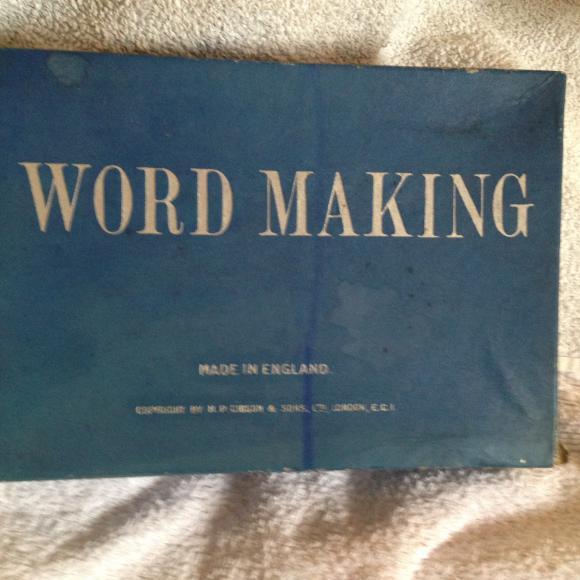 WORD MAKING
MADE IN ENGLAND.
COPYRIGHT BY H. P. GIBSON & SONS, LTD., LONDON, E.C.1.